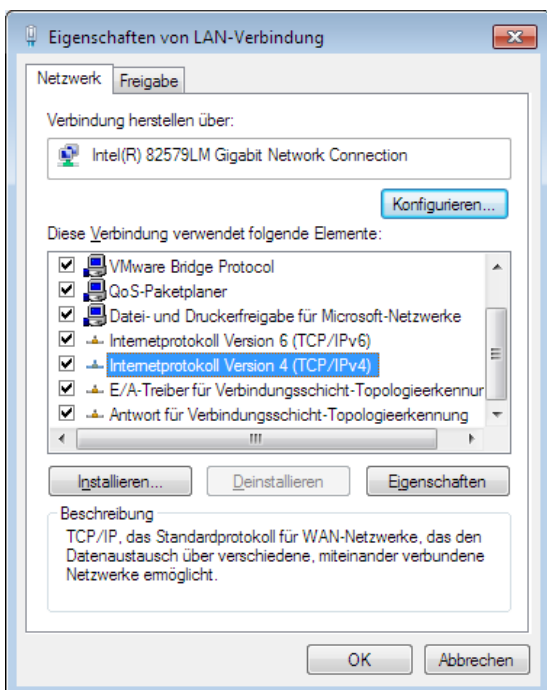 Eigenschaften von LAN-Verbindung
Netzwerk
Freigabe
Verbindung herstellen über:
Intel(R) 82579LM Gigabit Network Connection
Konfigurieren...
Diese Verbindung verwendet folgende Elemente:
VMware Bridge Protocol
QoS-Paketplaner
Datei- und Druckerfreigabe für Microsoft-Netzwerke
Internetprotokoll Version 6 (TCP/IPv6)
Internetprotokoll Version 4 (TCP/IPv4)
E/A-Treiber für Verbindungsschicht-Topologieerkennur
Antwort für Verbindungsschicht-Topologieerkennung
Installieren...
Deinstallieren
Eigenschaften
Beschreibung
TCP/IP, das Standardprotokoll für WAN-Netzwerke, das den
Datenaustausch über verschiedene, miteinander verbundene
Netzwerke ermöglicht.
OK
Abbrechen